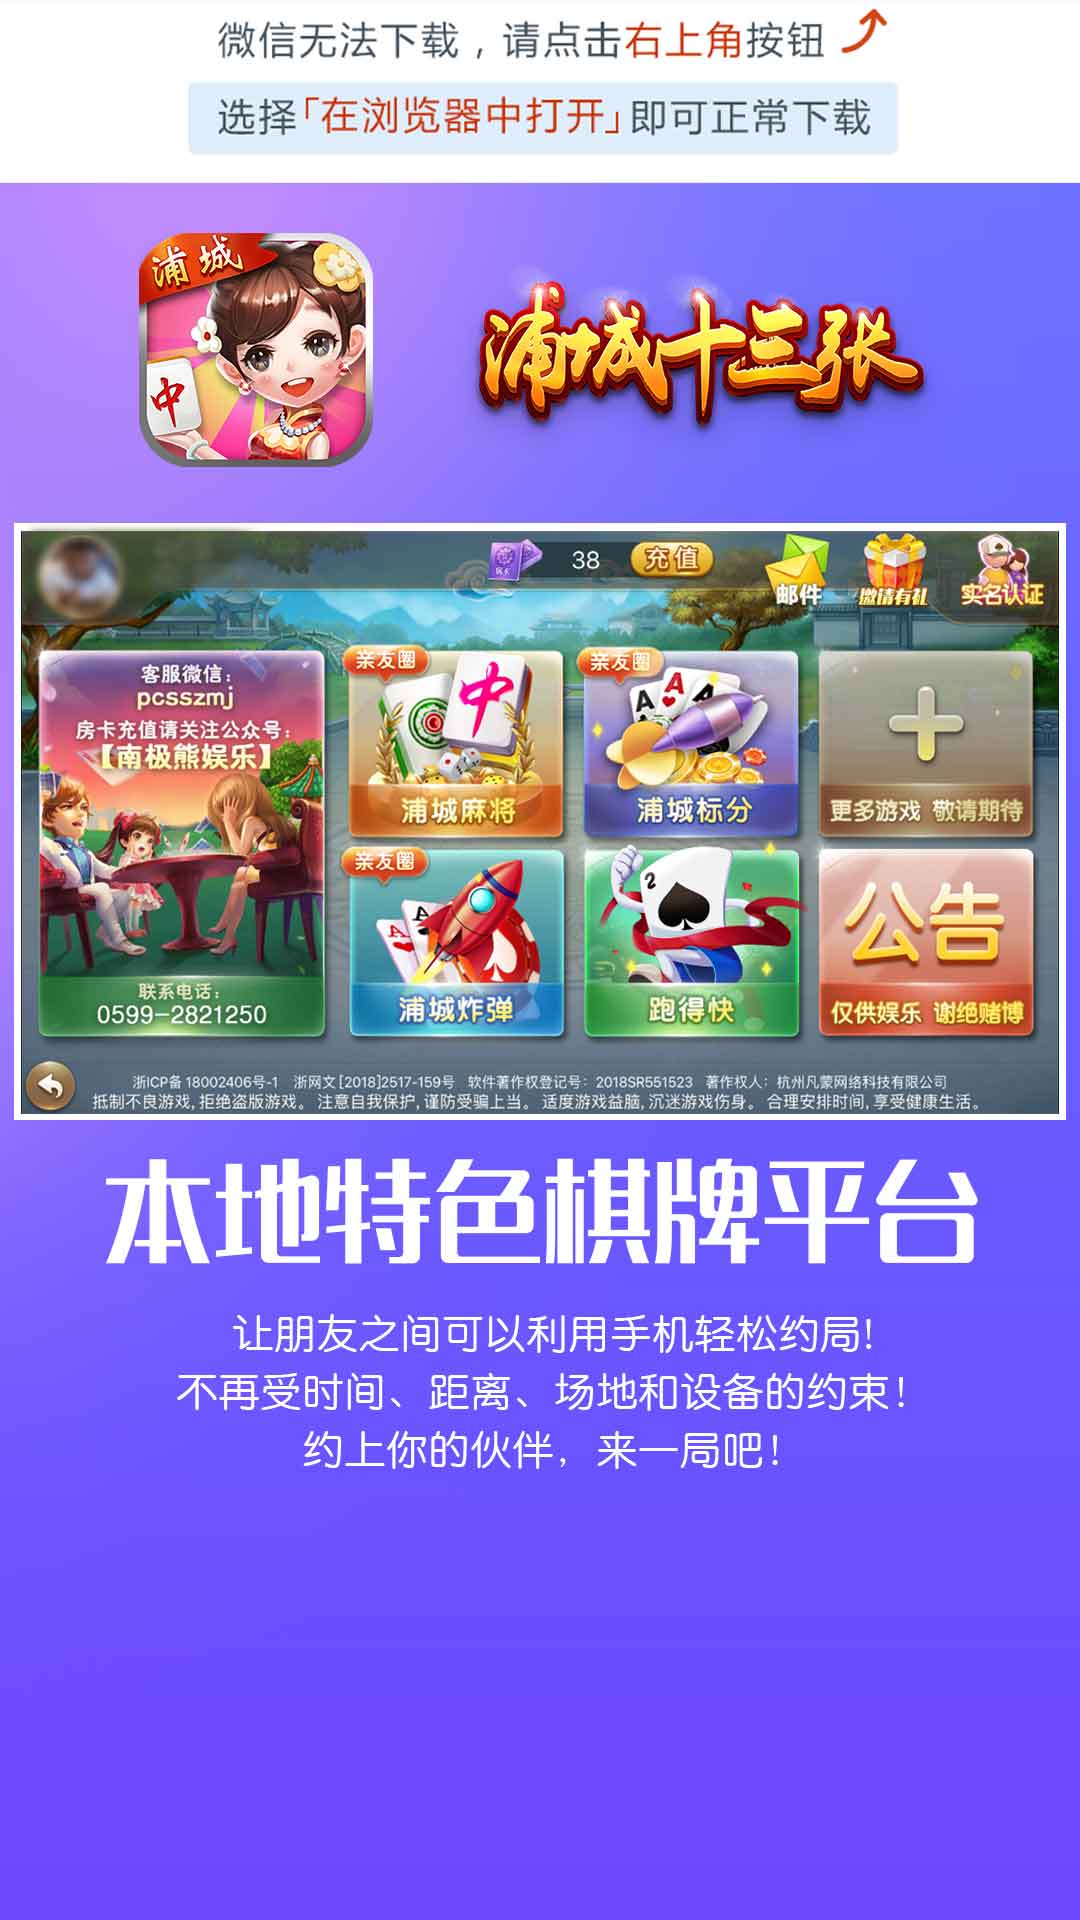 微信无法下载，请点击右上角按钮
选择「在浏览器中打开」即可正常下载
浦城
中
浦城十三张
38
充值
邮件
邀请有礼
实名认证
客服微信：
pcsszmj
房卡充值请关注公众号：
【南极熊娱乐】
联系电话：
0599-2821250
亲友圈
中
浦城麻将
亲友圈
A A A
浦城标分
更多游戏 敬请期待
亲友圈
A A
浦城炸弹
2
跑得快
公告
仅供娱乐 谢绝赌博
浙ICP备 18002406号-1 浙网文 [2018]2517-159号 软件著作权登记号：2018SR551523 著作权人：杭州凡蒙网络科技有限公司
抵制不良游戏, 拒绝盗版游戏。 注意自我保护, 谨防受骗上当。 适度游戏益脑, 沉迷游戏伤身。 合理安排时间, 享受健康生活。
本地特色棋牌平台
让朋友之间可以利用手机轻松约局！
不再受时间、距离、场地和设备的约束！
约上你的伙伴，来一局吧！